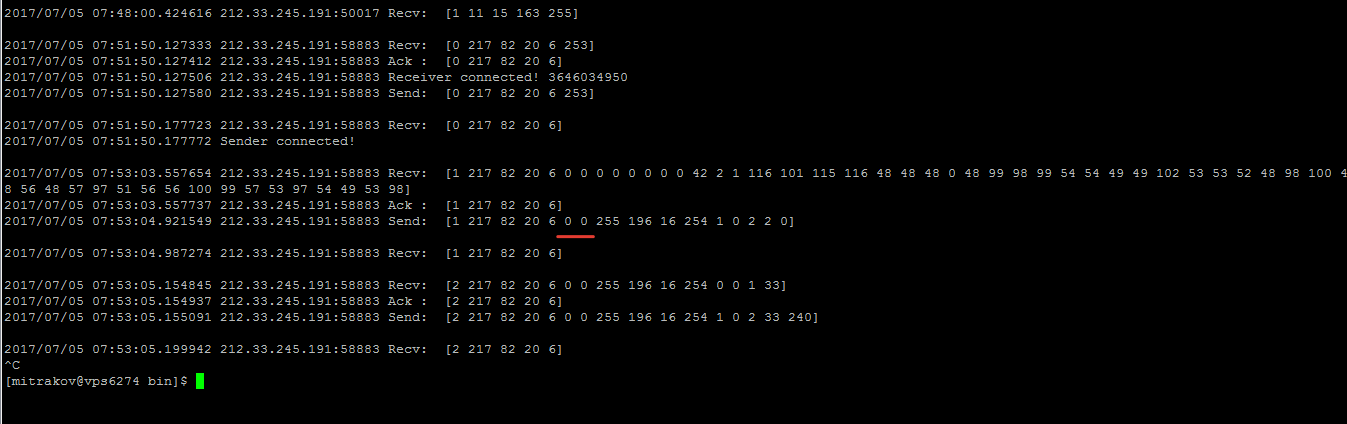 2017/07/05 07:48:00.424616 212.33.245.191:50017 Recv:  [1 11 15 163 255]
2017/07/05 07:51:50.127333 212.33.245.191:58883 Recv:  [0 217 82 20 6 253]
2017/07/05 07:51:50.127412 212.33.245.191:58883 Ack :  [0 217 82 20 6]
2017/07/05 07:51:50.127506 212.33.245.191:58883 Receiver connected! 3646034950
2017/07/05 07:51:50.127580 212.33.245.191:58883 Send:  [0 217 82 20 6 253]
2017/07/05 07:51:50.177723 212.33.245.191:58883 Recv:  [0 217 82 20 6]
2017/07/05 07:51:50.177772 Sender connected!
2017/07/05 07:53:03.557654 212.33.245.191:58883 Recv:  [1 217 82 20 6 0 0 0 0 0 0 0 0 42 2 1 116 101 115 116 48 48 48 0 48 99 98 99 54 54 49 49 102 53 53 52 48 98 100 4
8 56 48 57 97 51 56 56 100 99 57 53 97 54 49 53 98]
2017/07/05 07:53:03.557737 212.33.245.191:58883 Ack :  [1 217 82 20 6]
2017/07/05 07:53:04.921549 212.33.245.191:58883 Send:  [1 217 82 20 6 0 0 255 196 16 254 1 0 2 2 0]
2017/07/05 07:53:04.987274 212.33.245.191:58883 Recv:  [1 217 82 20 6]
2017/07/05 07:53:05.154845 212.33.245.191:58883 Recv:  [2 217 82 20 6 0 0 255 196 16 254 0 0 1 33]
2017/07/05 07:53:05.154937 212.33.245.191:58883 Ack :  [2 217 82 20 6]
2017/07/05 07:53:05.155091 212.33.245.191:58883 Send:  [2 217 82 20 6 0 0 255 196 16 254 1 0 2 33 240]
2017/07/05 07:53:05.199942 212.33.245.191:58883 Recv:  [2 217 82 20 6]
^C
[mitrakov@vps6274 bin]$